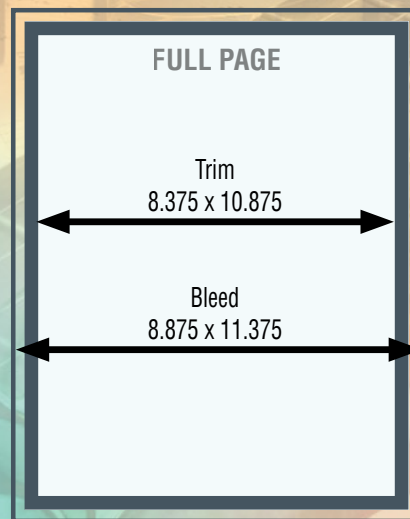 FULL PAGE
Trim
8.375 x 10.875
Bleed
8.875 x 11.375